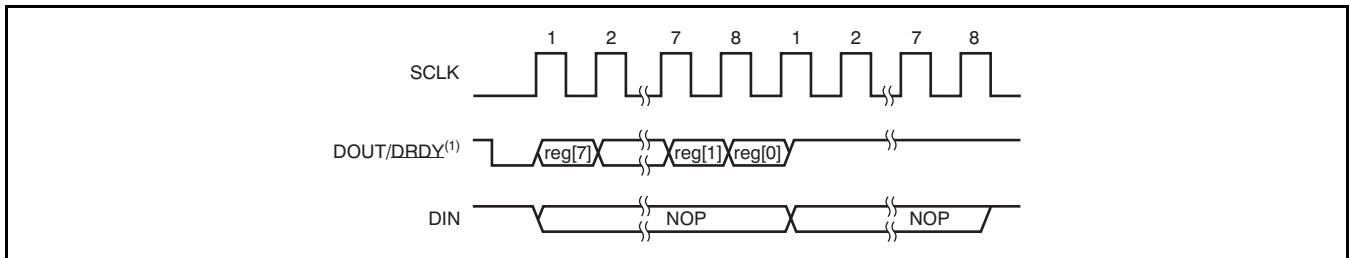 1 2 7 8 1 2 7 8
SCLK
DOUT/DRDY(1) reg[7] reg[1] reg[0]
DIN NOP NOP